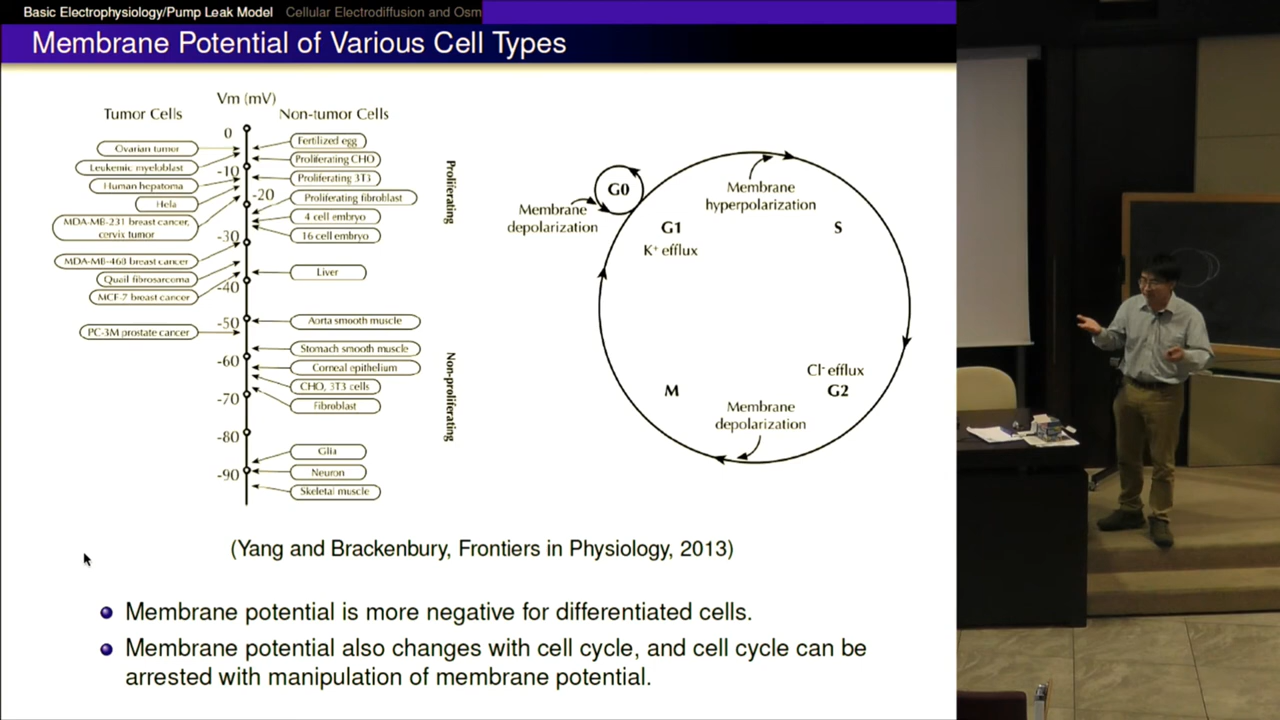 Basic Electrophysiology/Pump Leak Model Cellular Electrodiffusion and Osm
Membrane Potential of Various Cell Types
Vm (mV)
Tumor Cells
Non-tumor Cells
0
-10
-20
-30
-40
-50
-60
-70
-80
-90
Ovarian tumor
Leukemic myeloblast
Human hepatoma
Hela
MDA-MB-231 breast cancer,
cervix tumor
MDA-MB-468 breast cancer
Quail fibrosarcoma
MCF-7 breast cancer
PC-3M prostate cancer
Fertilized egg
Proliferating CHO
Proliferating 3T3
Proliferating fibroblast
4 cell embryo
16 cell embryo
Liver
Aorta smooth muscle
Stomach smooth muscle
Corneal epithelium
CHO, 3T3 cells
Fibroblast
Glia
Neuron
Skeletal muscle
Proliferating
Non-proliferating
G0
Membrane
depolarization
Membrane
hyperpolarization
G1
K⁺ efflux
S
Cl⁻ efflux
G2
M
Membrane
depolarization
(Yang and Brackenbury, Frontiers in Physiology, 2013)
Membrane potential is more negative for differentiated cells.
Membrane potential also changes with cell cycle, and cell cycle can be
arrested with manipulation of membrane potential.